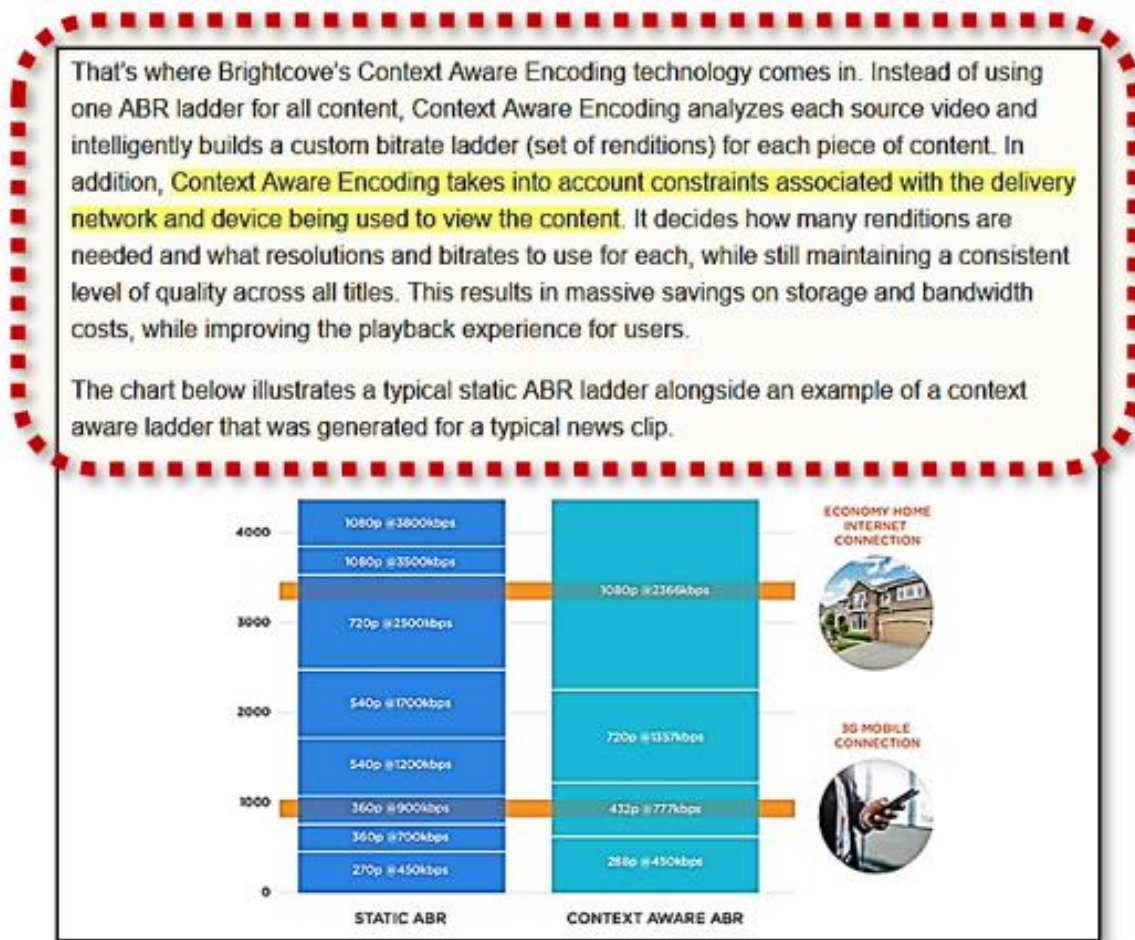 That's where Brightcove's Context Aware Encoding technology comes in. Instead of using
one ABR ladder for all content, Context Aware Encoding analyzes each source video and
intelligently builds a custom bitrate ladder (set of renditions) for each piece of content. In
addition, Context Aware Encoding takes into account constraints associated with the delivery
network and device being used to view the content. It decides how many renditions are
needed and what resolutions and bitrates to use for each, while still maintaining a consistent
level of quality across all titles. This results in massive savings on storage and bandwidth
costs, while improving the playback experience for users.
The chart below illustrates a typical static ABR ladder alongside an example of a context
aware ladder that was generated for a typical news clip.
4000
3000
2000
1000
0
1080p @3800kbps
1080p @3500kbps
720p @2500kbps
540p @1700kbps
540p @1200kbps
360p @900kbps
360p @700kbps
270p @450kbps
STATIC ABR
1080p @2366kbps
720p @1357kbps
432p @777kbps
288p @450kbps
CONTEXT AWARE ABR
ECONOMY HOME
INTERNET
CONNECTION
3G MOBILE
CONNECTION